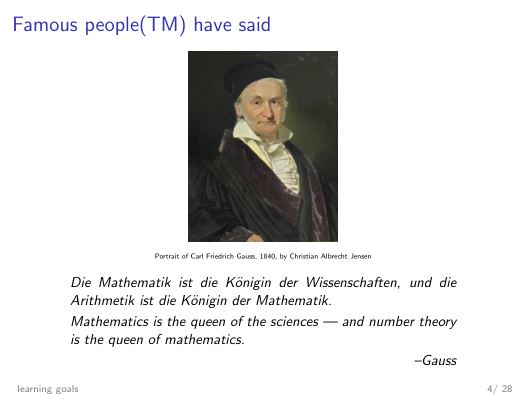 Famous people(TM) have said
Portrait of Carl Friedrich Gauss, 1840, by Christian Albrecht Jensen
Die Mathematik ist die Königin der Wissenschaften, und die
Arithmetik ist die Königin der Mathematik.
Mathematics is the queen of the sciences — and number theory
is the queen of mathematics.
–Gauss
learning goals
4/ 28